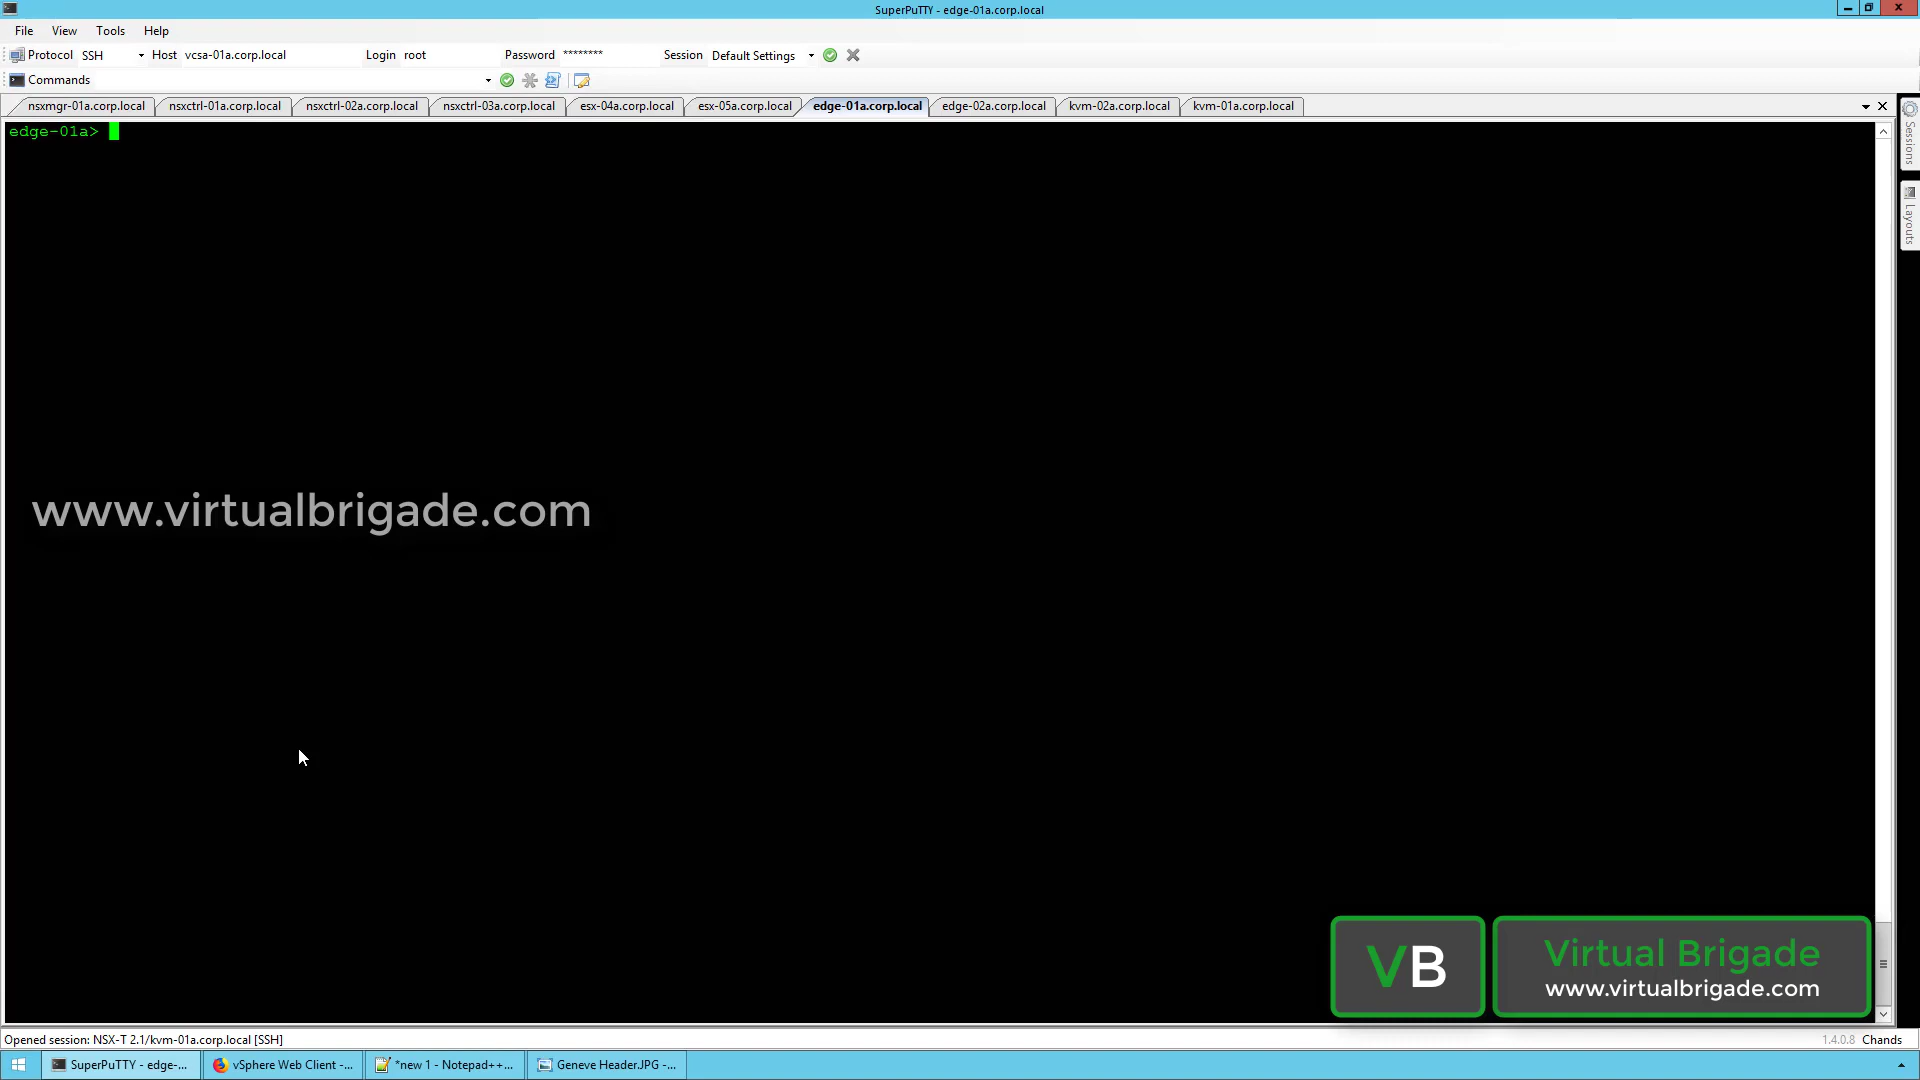 SuperPuTTY - edge-01a.corp.local
File View Tools Help
Protocol SSH Host vcsa-01a.corp.local Login root Password ******** Session Default Settings
Commands
nsxmgr-01a.corp.local nsxctrl-01a.corp.local nsxctrl-02a.corp.local nsxctrl-03a.corp.local esx-04a.corp.local esx-05a.corp.local edge-01a.corp.local edge-02a.corp.local kvm-02a.corp.local kvm-01a.corp.local
edge-01a>
Sessions
Layouts
www.virtualbrigade.com
VB
Virtual Brigade
www.virtualbrigade.com
Opened session: NSX-T 2.1/kvm-01a.corp.local [SSH]
1.4.0.8 Chands
SuperPuTTY - edge-... vSphere Web Client -... *new 1 - Notepad++... Geneve Header.JPG -...